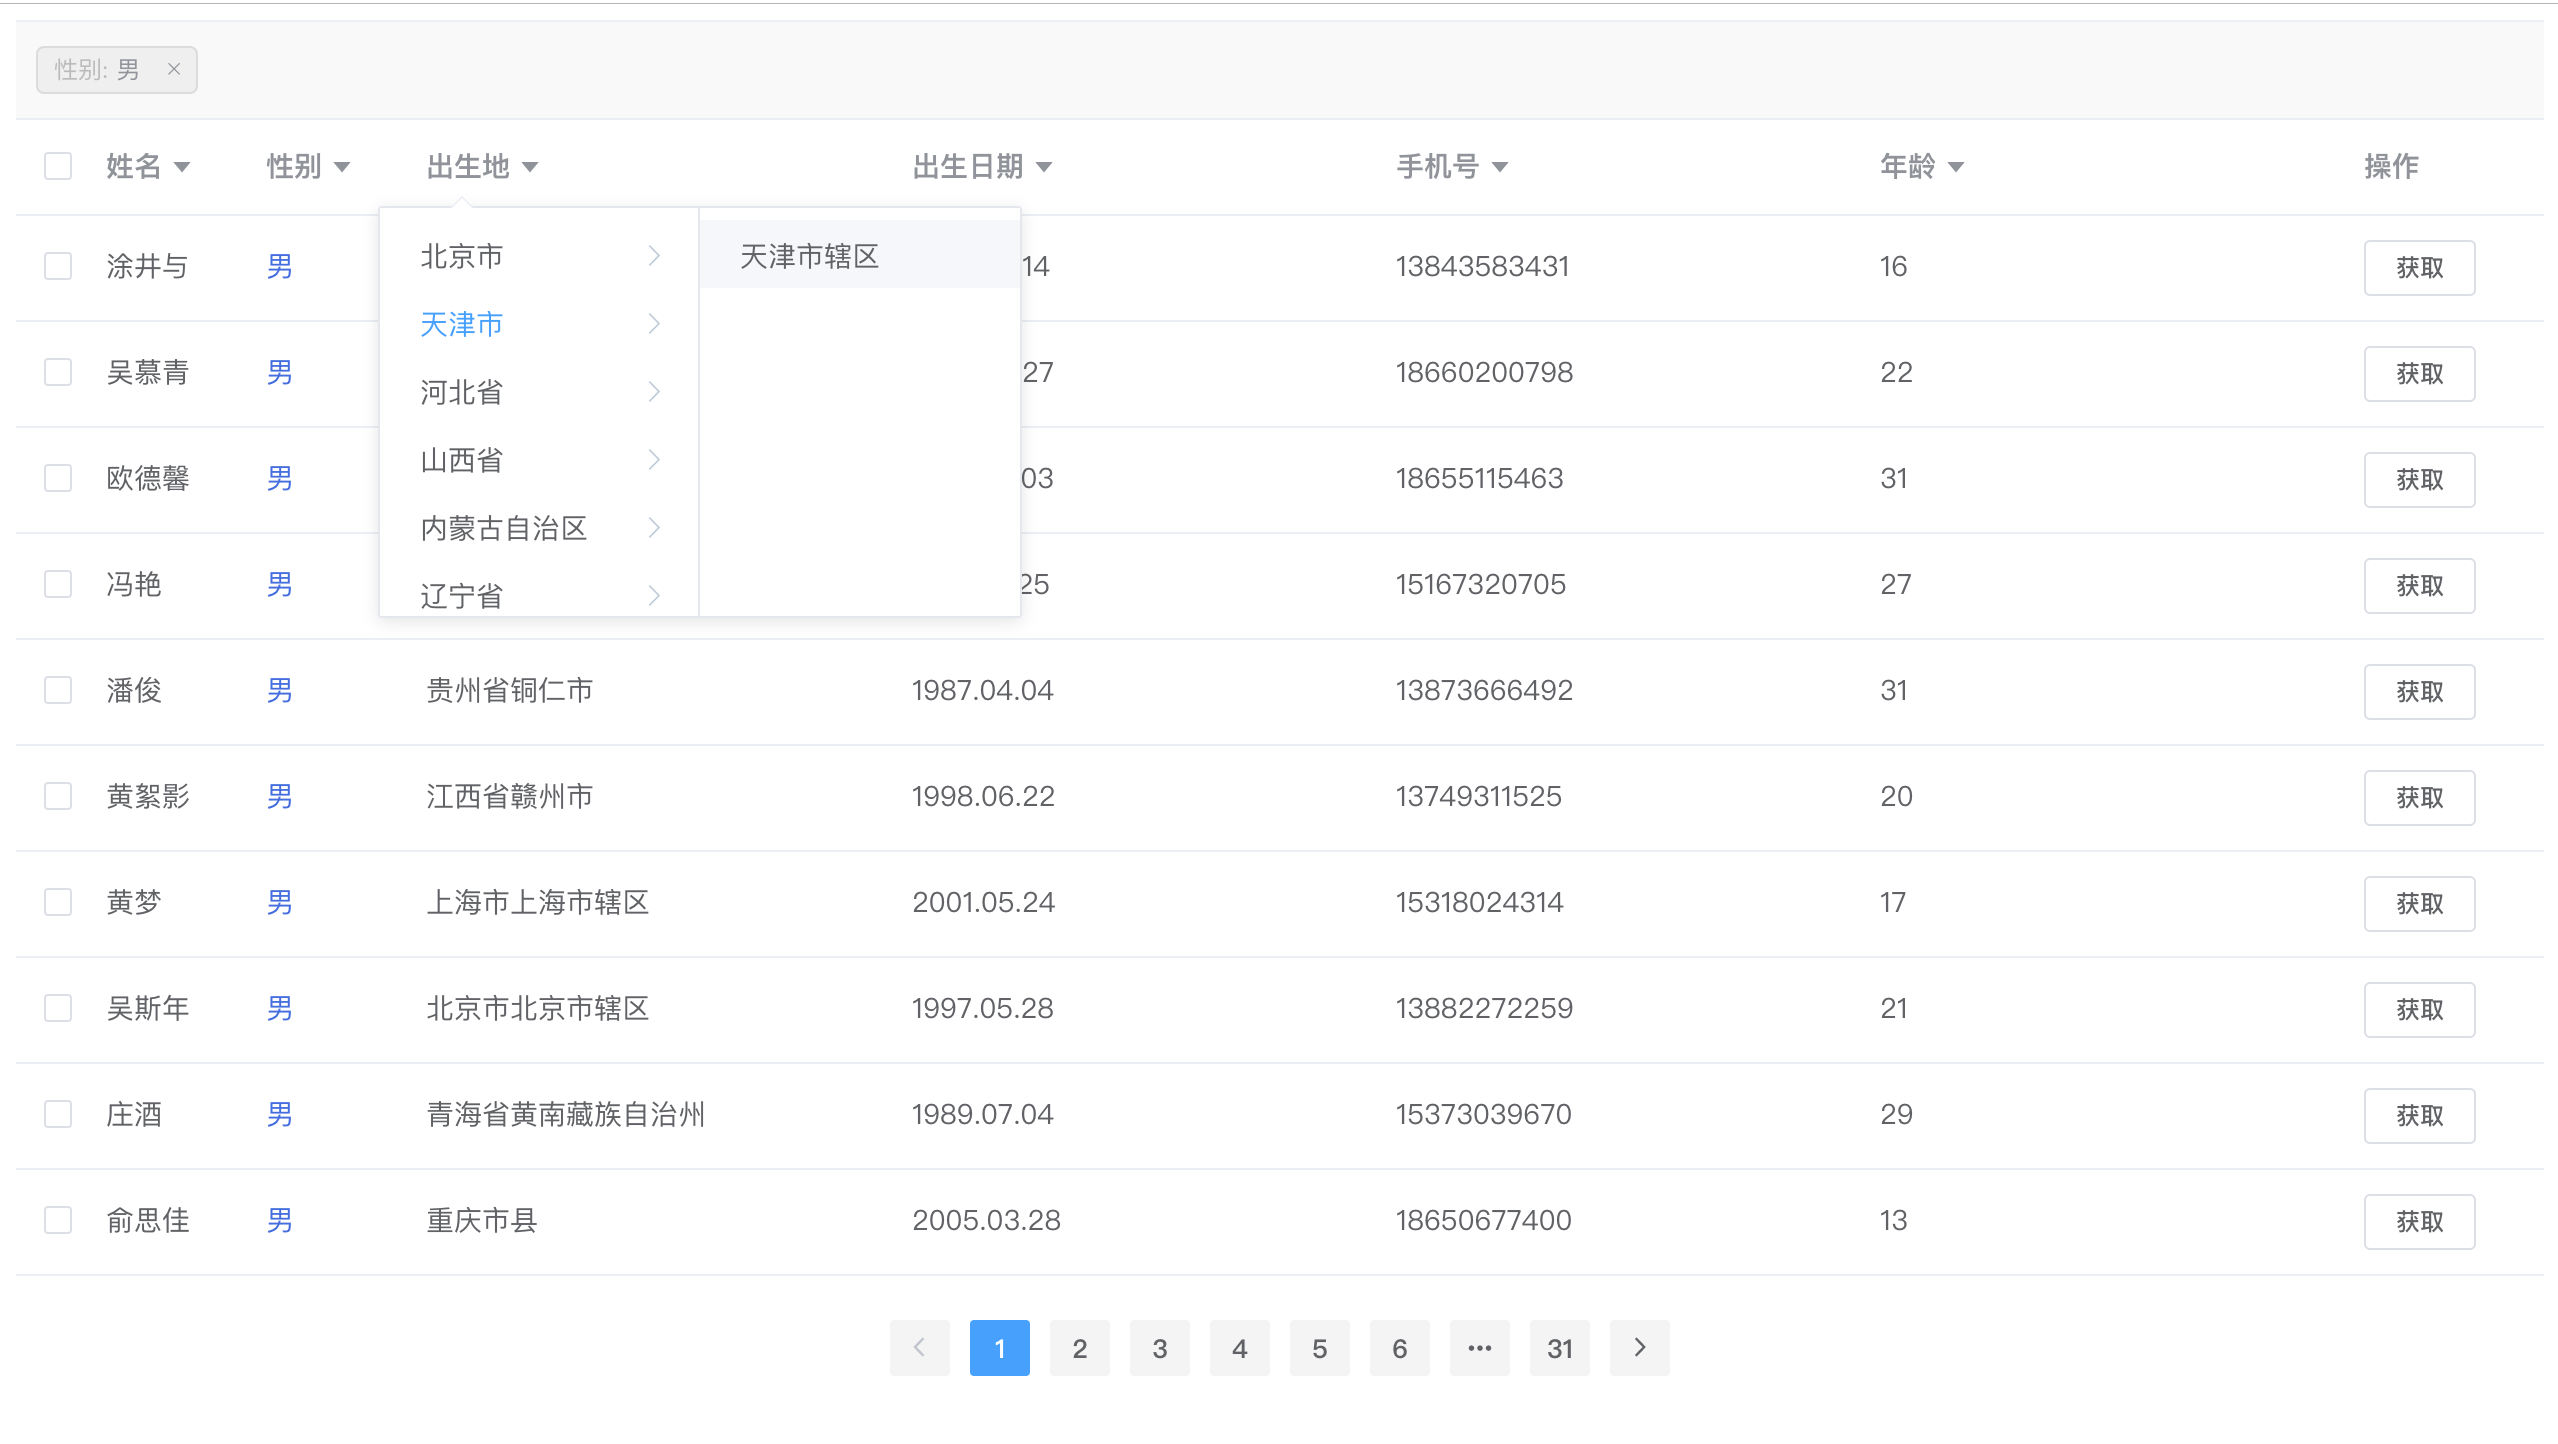 性别: 男 ×
姓名 性别 出生地 出生日期 手机号 年龄 操作
涂井与 男 14 13843583431 16 获取
吴慕青 男 27 18660200798 22 获取
欧德馨 男 03 18655115463 31 获取
冯艳 男 25 15167320705 27 获取
北京市
天津市
河北省
山西省
内蒙古自治区
辽宁省
天津市辖区
潘俊 男 贵州省铜仁市 1987.04.04 13873666492 31 获取
黄絮影 男 江西省赣州市 1998.06.22 13749311525 20 获取
黄梦 男 上海市上海市辖区 2001.05.24 15318024314 17 获取
吴斯年 男 北京市北京市辖区 1997.05.28 13882272259 21 获取
庄酒 男 青海省黄南藏族自治州 1989.07.04 15373039670 29 获取
俞思佳 男 重庆市县 2005.03.28 18650677400 13 获取
1 2 3 4 5 6 ••• 31